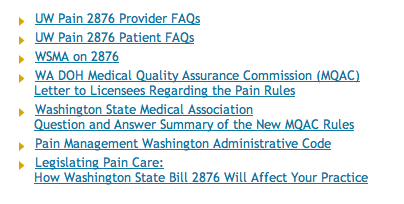 UW Pain 2876 Provider FAQs
UW Pain 2876 Patient FAQs
WSMA on 2876
WA DOH Medical Quality Assurance Commission (MQAC)
Letter to Licensees Regarding the Pain Rules
Washington State Medical Association
Question and Answer Summary of the New MQAC Rules
Pain Management Washington Administrative Code
Legislating Pain Care:
How Washington State Bill 2876 Will Affect Your Practice